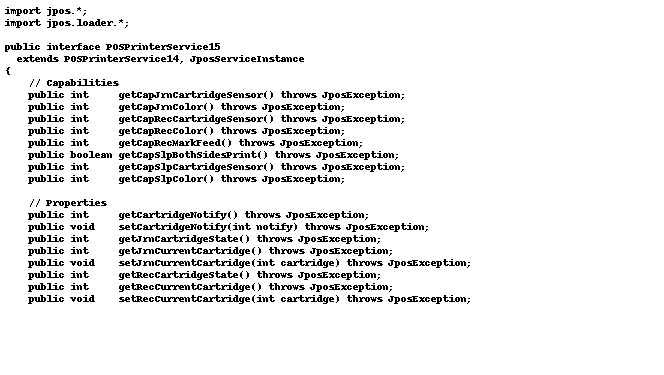 import jpos.*;
import jpos.loader.*;

public interface POSPrinterService15
  extends POSPrinterService14, JposServiceInstance
{
    // Capabilities
    public int     getCapJrnCartridgeSensor() throws JposException;
    public int     getCapJrnColor() throws JposException;
    public int     getCapRecCartridgeSensor() throws JposException;
    public int     getCapRecColor() throws JposException;
    public int     getCapRecMarkFeed() throws JposException;
    public boolean getCapSlpBothSidesPrint() throws JposException;
    public int     getCapSlpCartridgeSensor() throws JposException;
    public int     getCapSlpColor() throws JposException;

    // Properties
    public int     getCartridgeNotify() throws JposException;
    public void    setCartridgeNotify(int notify) throws JposException;
    public int     getJrnCartridgeState() throws JposException;
    public int     getJrnCurrentCartridge() throws JposException;
    public void    setJrnCurrentCartridge(int cartridge) throws JposException;
    public int     getRecCartridgeState() throws JposException;
    public int     getRecCurrentCartridge() throws JposException;
    public void    setRecCurrentCartridge(int cartridge) throws JposException;